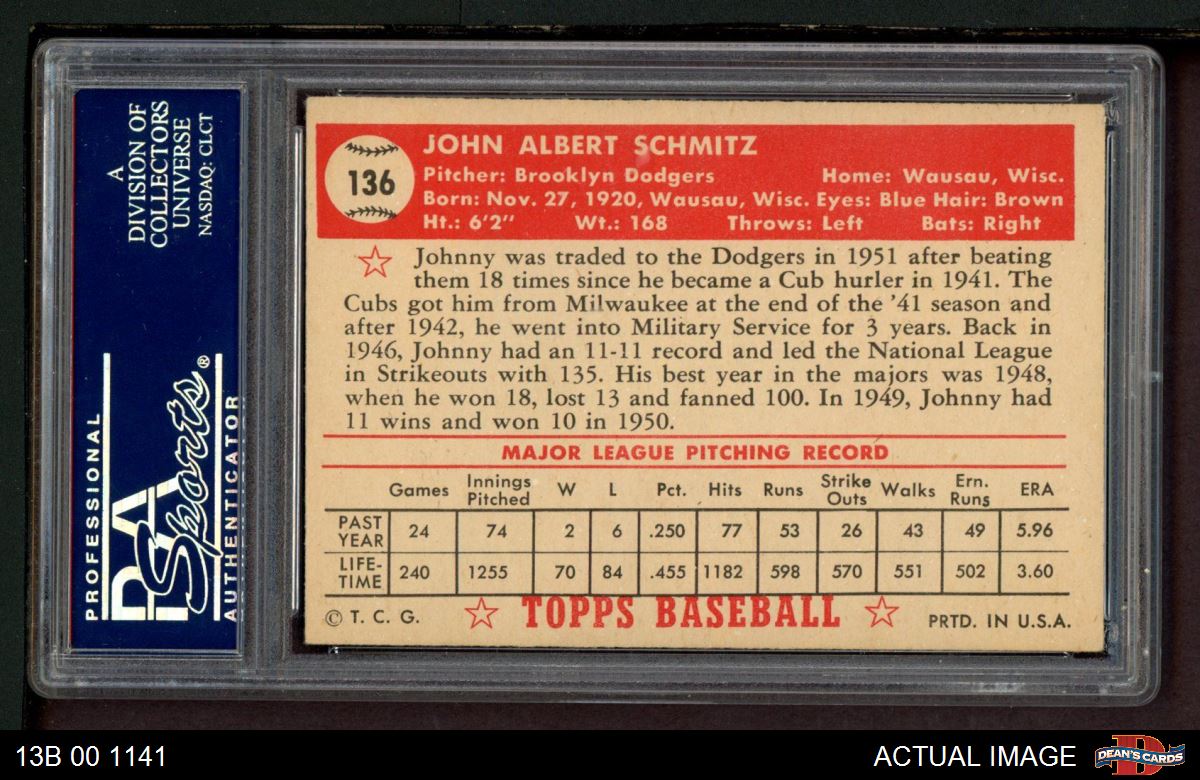 A
DIVISION OF
COLLECTORS
UNIVERSE
NASDAQ: CLCT
PROFESSIONAL
PSA
Sports®
AUTHENTICATOR
136
JOHN ALBERT SCHMITZ
Pitcher: Brooklyn Dodgers Home: Wausau, Wisc.
Born: Nov. 27, 1920, Wausau, Wisc. Eyes: Blue Hair: Brown
Ht.: 6'2" Wt.: 168 Throws: Left Bats: Right
Johnny was traded to the Dodgers in 1951 after beating
them 18 times since he became a Cub hurler in 1941. The
Cubs got him from Milwaukee at the end of the '41 season and
after 1942, he went into Military Service for 3 years. Back in
1946, Johnny had an 11-11 record and led the National League
in Strikeouts with 135. His best year in the majors was 1948,
when he won 18, lost 13 and fanned 100. In 1949, Johnny had
11 wins and won 10 in 1950.
MAJOR LEAGUE PITCHING RECORD
Games Innings Pitched W L Pct. Hits Runs Strike Outs Walks Ern. Runs ERA
PAST YEAR 24 74 2 6 .250 77 53 26 43 49 5.96
LIFE-TIME 240 1255 70 84 .455 1182 598 570 551 502 3.60
© T. C. G. TOPPS BASEBALL PRTD. IN U.S.A.
13B 00 1141 ACTUAL IMAGE DEAN'S CARDS